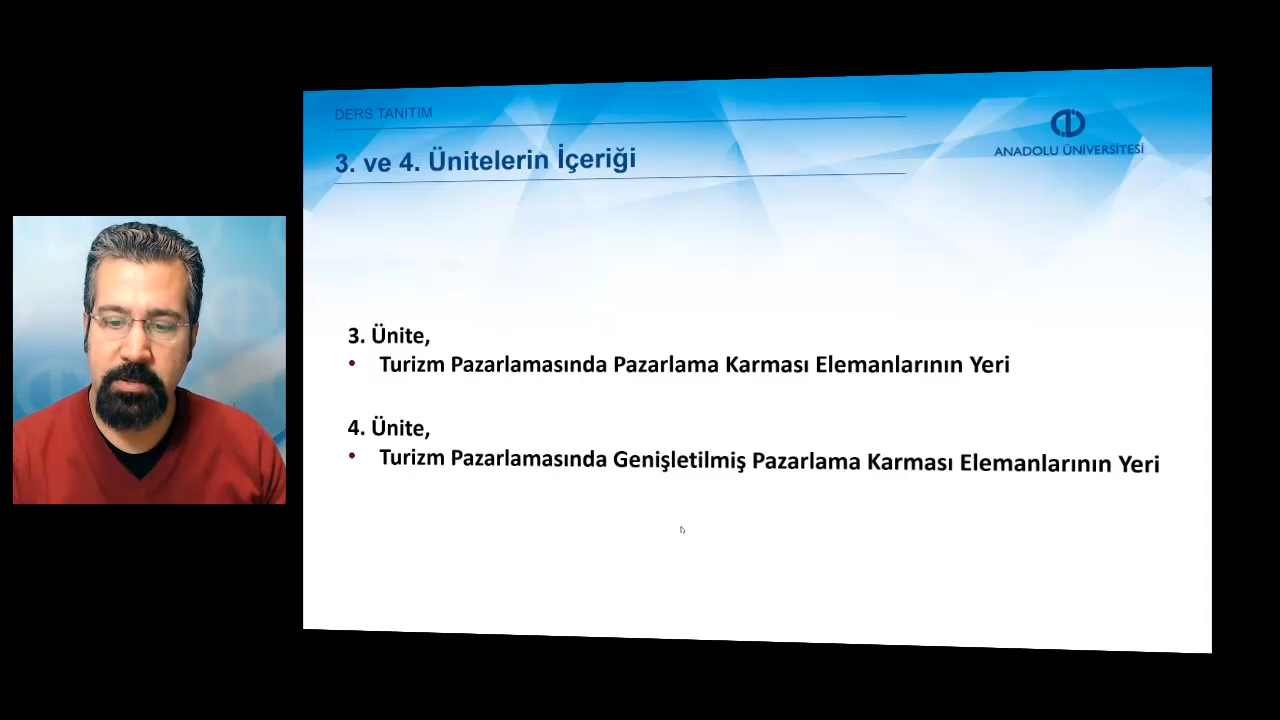 DERS TANITIM
3. ve 4. Ünitelerin İçeriği
ANADOLU ÜNİVERSİTESİ
3. Ünite,
• Turizm Pazarlamasında Pazarlama Karması Elemanlarının Yeri
4. Ünite,
• Turizm Pazarlamasında Genişletilmiş Pazarlama Karması Elemanlarının Yeri